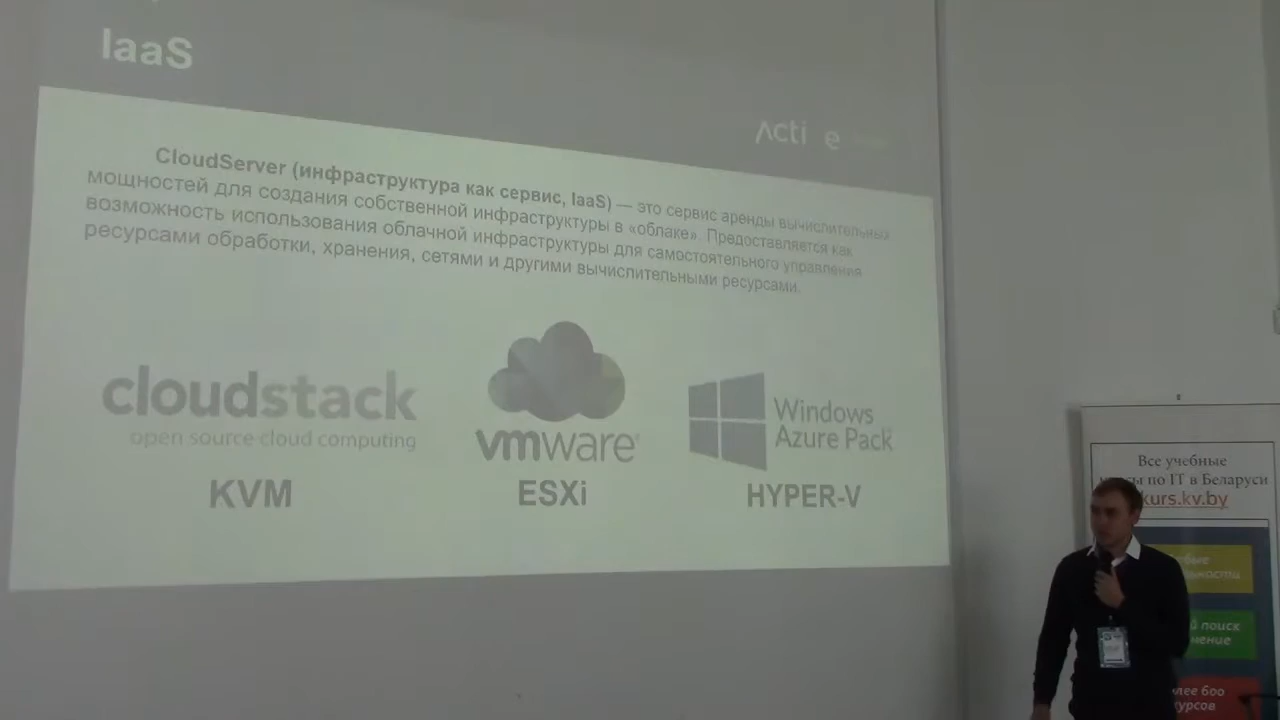 IaaS
Acti e
CloudServer (инфраструктура как сервис, IaaS) — это сервис аренды вычислительных
мощностей для создания собственной инфраструктуры в «облаке». Предоставляется как
возможность использования облачной инфраструктуры для самостоятельного управления
ресурсами обработки, хранения, сетями и другими вычислительными ресурсами.
cloudstack
open source cloud computing
KVM
vmware
ESXi
Windows
Azure Pack
HYPER-V
Все учебные
по IT в Беларуси
kurs.kv.by
поиск